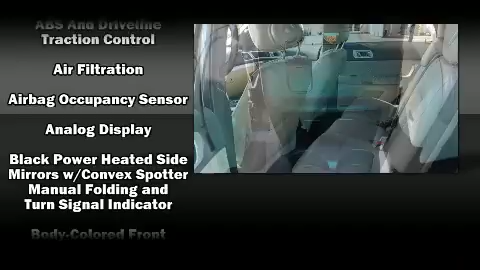 ABS And Driveline
Traction Control
Air Filtration
Airbag Occupancy Sensor
Analog Display
Black Power Heated Side
Mirrors w/Convex Spotter
Manual Folding and
Turn Signal Indicator
Body-Colored Front